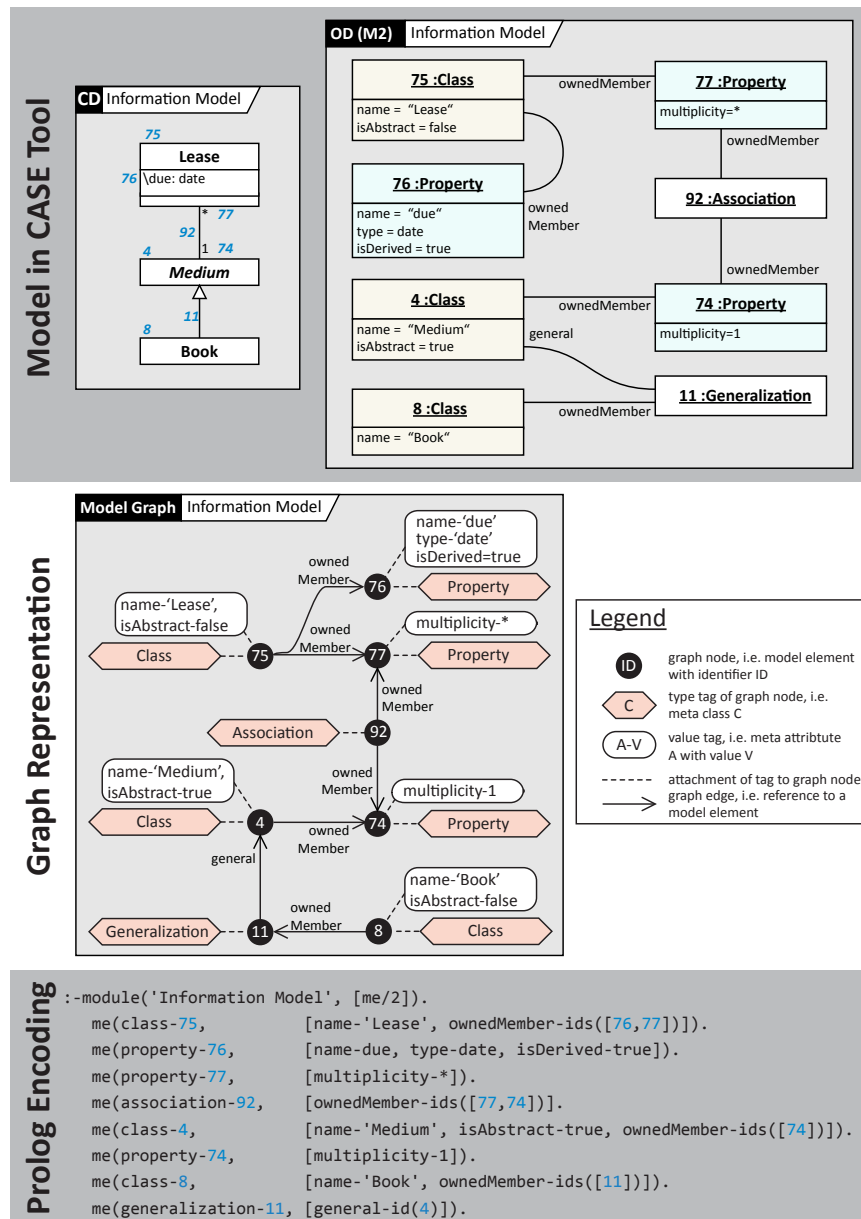 Model in CASE Tool
CD Information Model
75
Lease
76
\due: date
* 77
92
1 74
4
Medium
11
8
Book
OD (M2) Information Model
75 :Class
name = "Lease"
isAbstract = false
ownedMember
77 :Property
multiplicity=*
ownedMember
76 :Property
name = "due"
type = date
isDerived = true
owned
Member
92 :Association
ownedMember
4 :Class
name = "Medium"
isAbstract = true
ownedMember
general
74 :Property
multiplicity=1
8 :Class
name = "Book"
ownedMember
11 :Generalization
Graph Representation
Model Graph Information Model
name-‘due’
type-‘date’
isDerived=true
owned
Member
76
Property
name-‘Lease’,
isAbstract-false
Class
75
owned
Member
77
multiplicity-*
Property
owned
Member
Association
92
owned
Member
name-‘Medium’,
isAbstract-true
Class
4
owned
Member
74
multiplicity-1
Property
general
name-‘Book’
isAbstract-false
Generalization
11
owned
Member
8
Class
Legend
ID
graph node, i.e. model element
with identifier ID
C
type tag of graph node, i.e.
meta class C
A-V
value tag, i.e. meta attribtute
A with value V
attachment of tag to graph node
graph edge, i.e. reference to a
model element
Prolog Encoding
:-module('Information Model', [me/2]).
me(class-75, [name-'Lease', ownedMember-ids([76,77])]).
me(property-76, [name-due, type-date, isDerived-true]).
me(property-77, [multiplicity-*]).
me(association-92, [ownedMember-ids([77,74])].
me(class-4, [name-'Medium', isAbstract-true, ownedMember-ids([74])]).
me(property-74, [multiplicity-1]).
me(class-8, [name-'Book', ownedMember-ids([11])]).
me(generalization-11, [general-id(4)]).